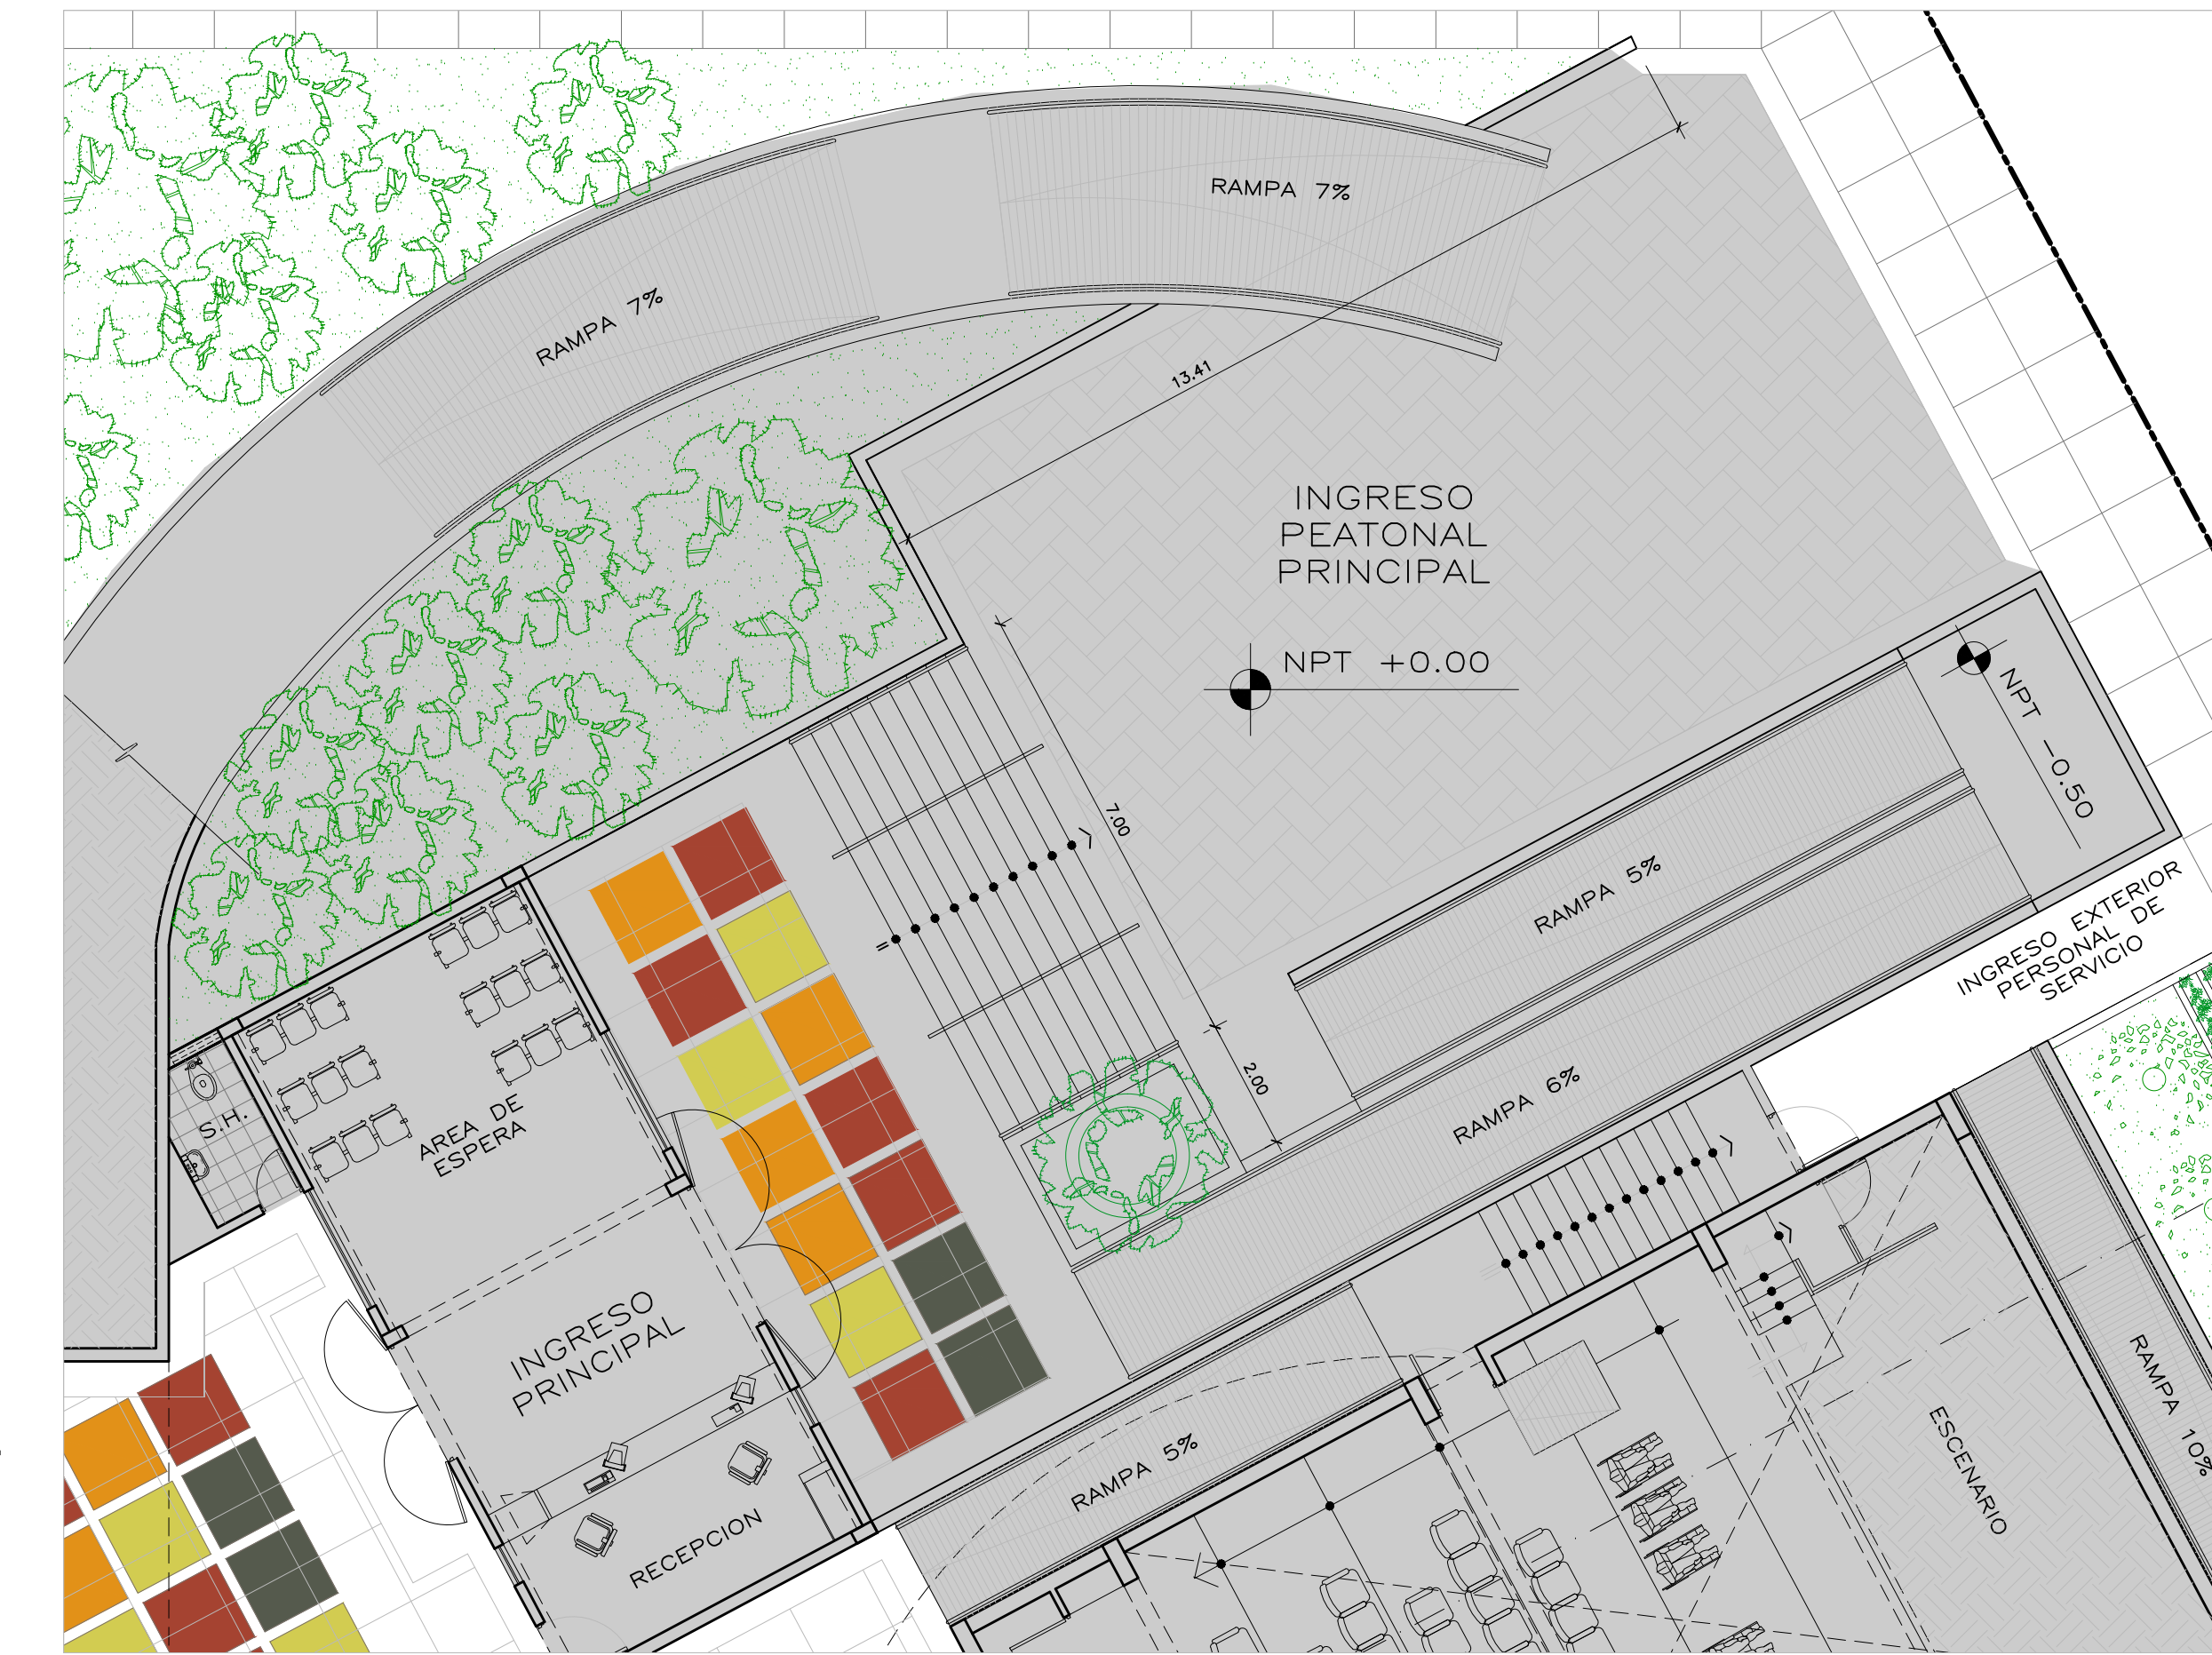 RAMPA 7%
RAMPA 7%
13.41
INGRESO
PEATONAL
PRINCIPAL
NPT +0.00
NPT -0.50
7.00
RAMPA 5%
INGRESO EXTERIOR
PERSONAL DE
SERVICIO
2.00
RAMPA 6%
S.H.
AREA DE
ESPERA
INGRESO
PRINCIPAL
RAMPA 5%
RECEPCION
ESCENARIO
RAMPA 10%